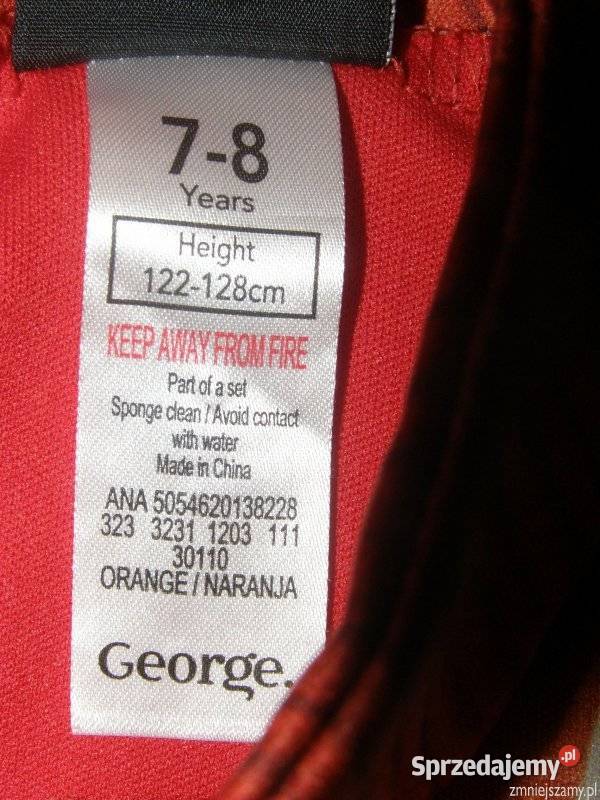 7-8
Years
Height
122-128cm
KEEP AWAY FROM FIRE
Part of a set
Sponge clean / Avoid contact
with water
Made in China
ANA 5054620138228
323 3231 1203 111
30110
ORANGE / NARANJA
George.
Sprzedajemy.pl
zmniejszamy.pl